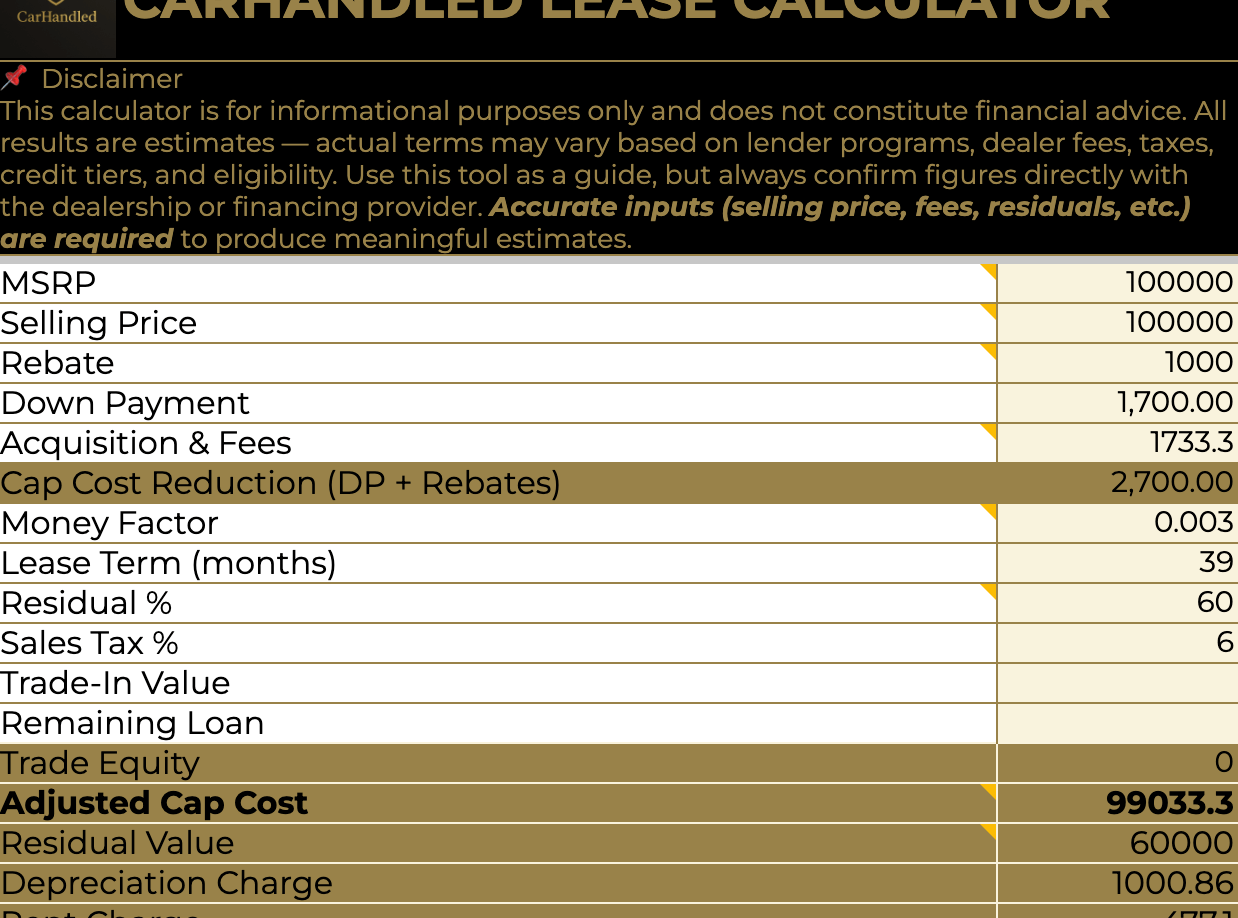 CarHandled
CARHANDLED LEASE CALCULATOR
📌 Disclaimer
This calculator is for informational purposes only and does not constitute financial advice. All
results are estimates — actual terms may vary based on lender programs, dealer fees, taxes,
credit tiers, and eligibility. Use this tool as a guide, but always confirm figures directly with
the dealership or financing provider. Accurate inputs (selling price, fees, residuals, etc.)
are required to produce meaningful estimates.
MSRP 100000
Selling Price 100000
Rebate 1000
Down Payment 1,700.00
Acquisition & Fees 1733.3
Cap Cost Reduction (DP + Rebates) 2,700.00
Money Factor 0.003
Lease Term (months) 39
Residual % 60
Sales Tax % 6
Trade-In Value
Remaining Loan
Trade Equity 0
Adjusted Cap Cost 99033.3
Residual Value 60000
Depreciation Charge 1000.86
Rent Charge 477.1